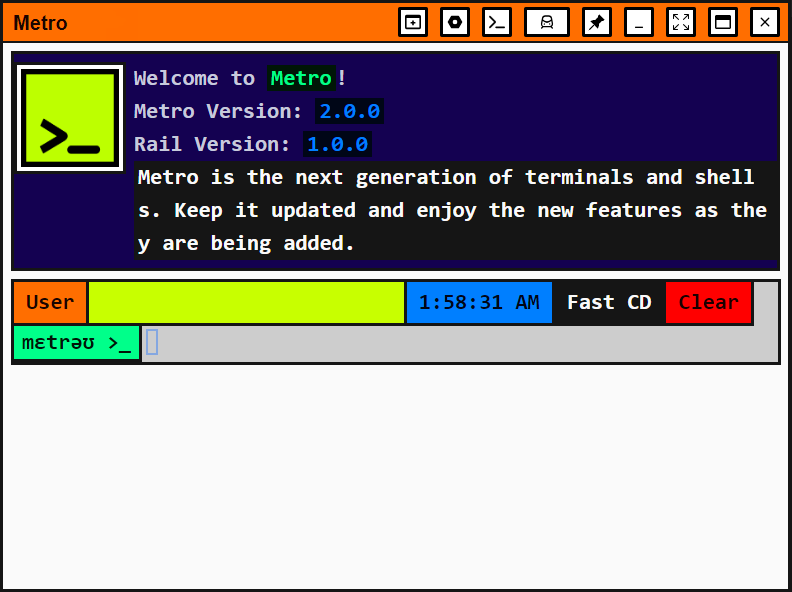 Metro
Welcome to Metro!
Metro Version: 2.0.0
Rail Version: 1.0.0
Metro is the next generation of terminals and shell
s. Keep it updated and enjoy the new features as the
y are being added.
User 1:58:31 AM Fast CD Clear
mɛtrəʊ >_